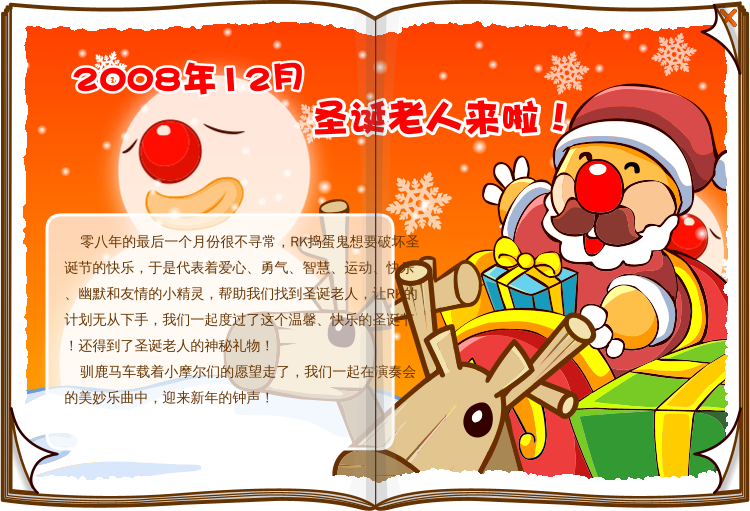 2008年12月
圣诞老人来啦！
零八年的最后一个月份很不寻常，RK捣蛋鬼想要破坏圣
诞节的快乐，于是代表着爱心、勇气、智慧、运动、快乐
、幽默和友情的小精灵，帮助我们找到圣诞老人，让RK的
计划无从下手，我们一起度过了这个温馨、快乐的圣诞节
！还得到了圣诞老人的神秘礼物！
驯鹿马车载着小摩尔们的愿望走了，我们一起在演奏会
的美妙乐曲中，迎来新年的钟声！